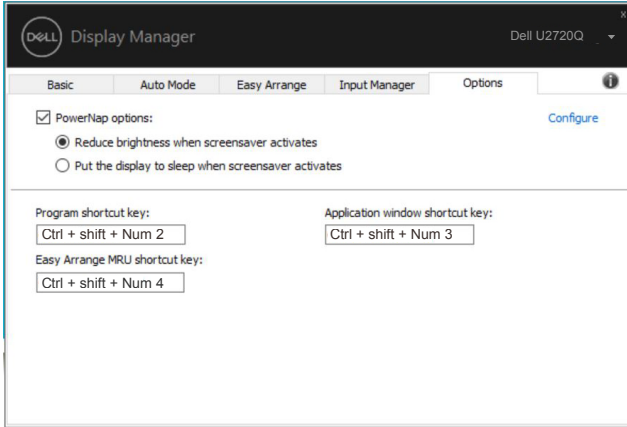 DELL Display Manager
x
Dell U2720Q
Basic Auto Mode Easy Arrange Input Manager Options
PowerNap options: Configure
Reduce brightness when screensaver activates
Put the display to sleep when screensaver activates
Program shortcut key: Application window shortcut key:
Ctrl + shift + Num 2 Ctrl + shift + Num 3
Easy Arrange MRU shortcut key:
Ctrl + shift + Num 4